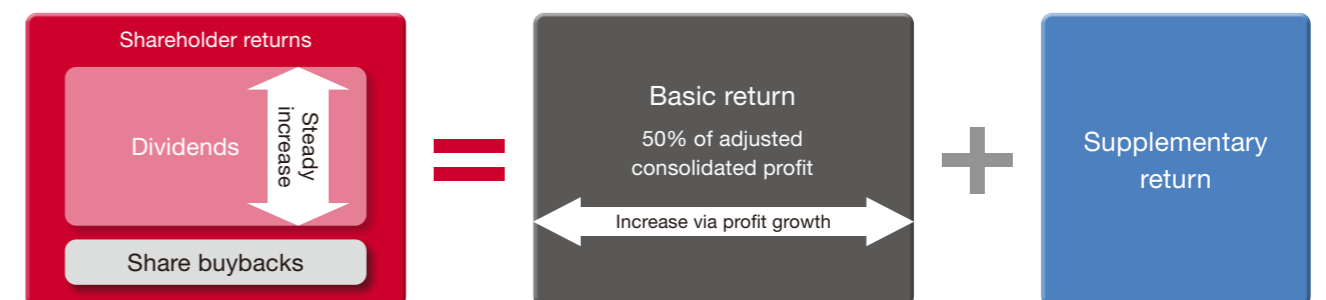 Shareholder returns
Dividends
Steady
increase
Share buybacks
Basic return
50% of adjusted
consolidated profit
Increase via profit growth
Supplementary
return